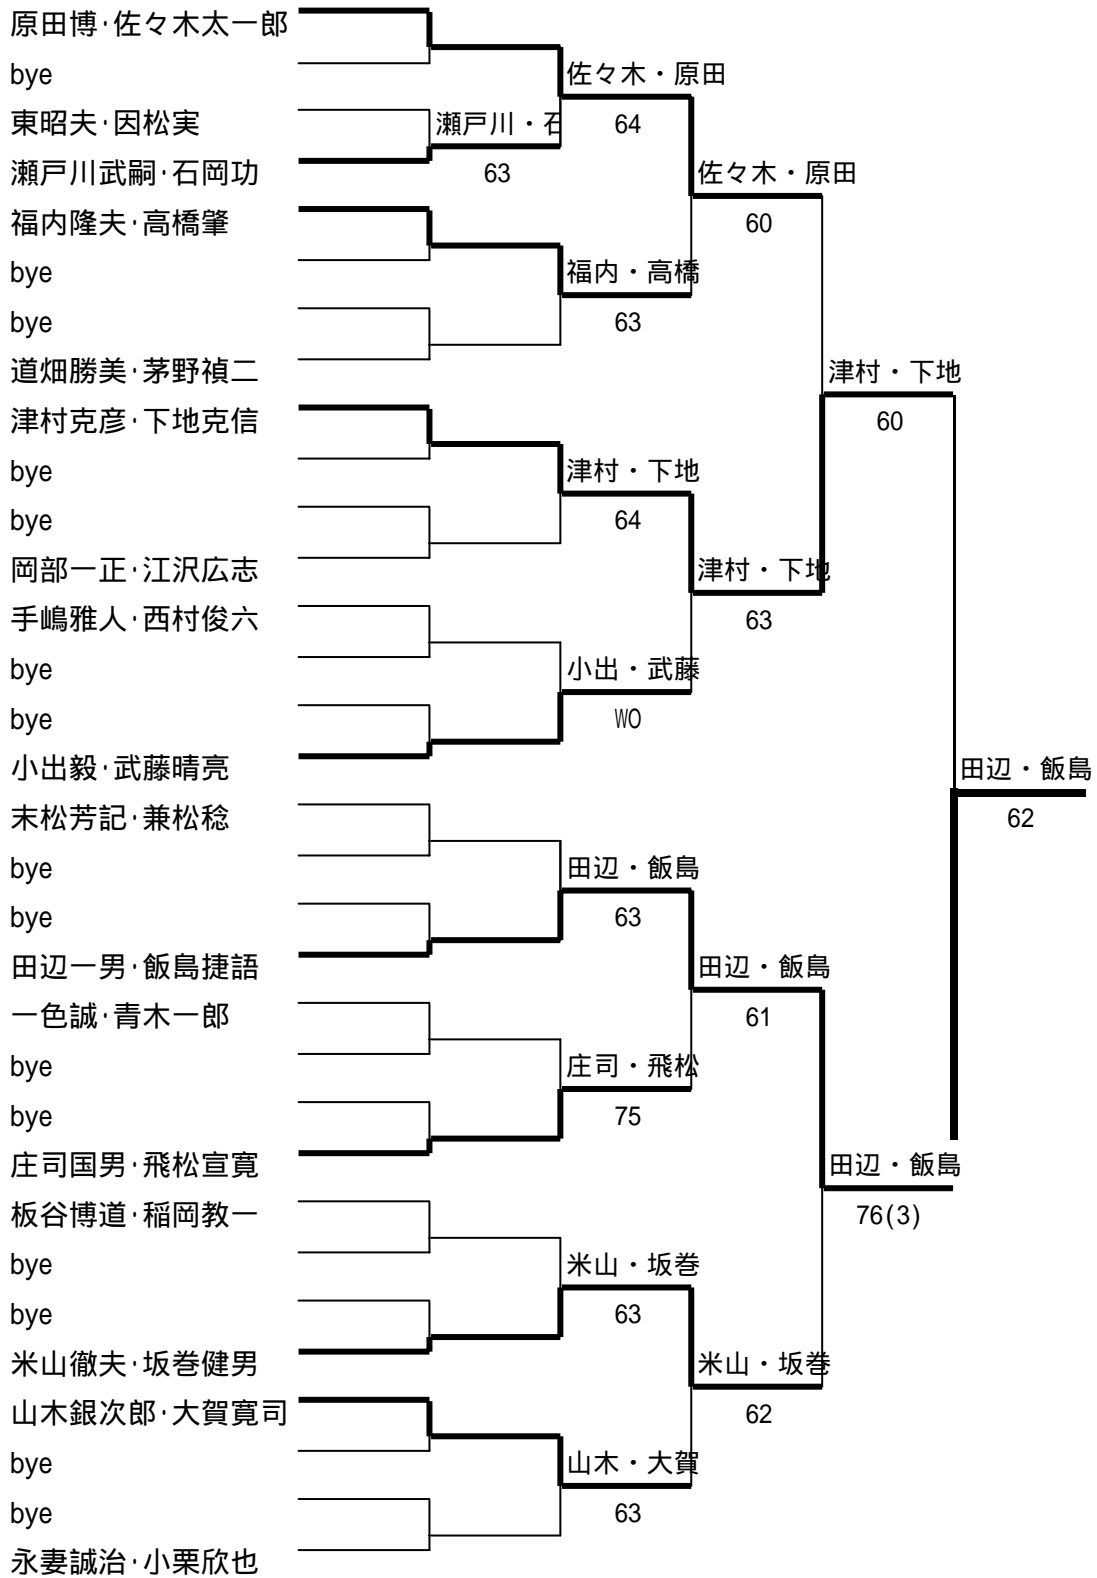 原田博･佐々木太一郎
bye
佐々木・原田
東昭夫･因松実
瀬戸川・石
64
瀬戸川武嗣･石岡功
63
佐々木・原田
福内隆夫･高橋肇
60
bye
福内・高橋
bye
63
道畑勝美･茅野禎二
津村・下地
津村克彦･下地克信
60
bye
津村・下地
bye
64
岡部一正･江沢広志
津村・下地
手嶋雅人･西村俊六
63
bye
小出・武藤
bye
WO
小出毅･武藤晴亮
田辺・飯島
末松芳記･兼松稔
62
bye
田辺・飯島
bye
63
田辺一男･飯島捷語
田辺・飯島
一色誠･青木一郎
61
bye
庄司・飛松
bye
75
庄司国男･飛松宣寛
田辺・飯島
板谷博道･稲岡教一
76(3)
bye
米山・坂巻
bye
63
米山徹夫･坂巻健男
米山・坂巻
山木銀次郎･大賀寛司
62
bye
山木・大賀
bye
63
永妻誠治･小栗欣也